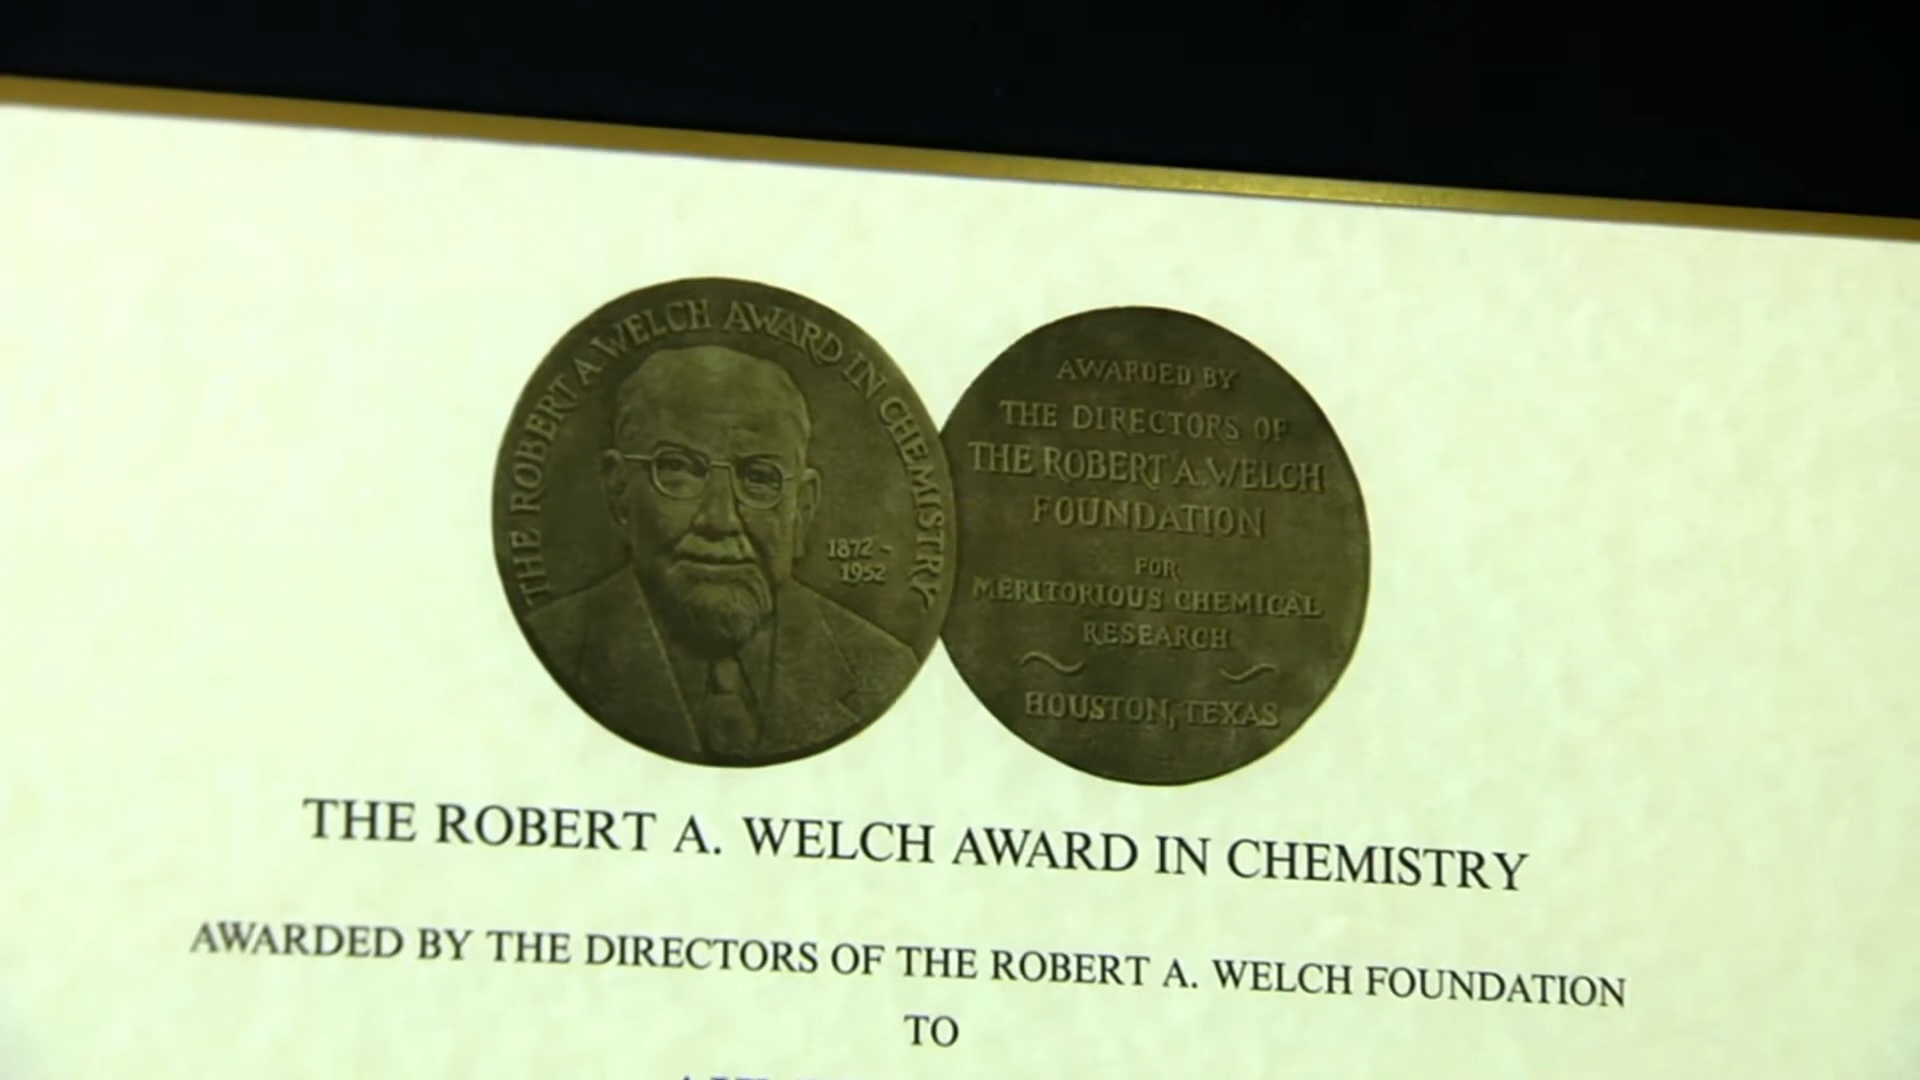 THE ROBERT A. WELCH AWARD IN CHEMISTRY
1872 -
1952
AWARDED BY
THE DIRECTORS OF
THE ROBERT A. WELCH
FOUNDATION
FOR
MERITORIOUS CHEMICAL
RESEARCH
HOUSTON, TEXAS
THE ROBERT A. WELCH AWARD IN CHEMISTRY
AWARDED BY THE DIRECTORS OF THE ROBERT A. WELCH FOUNDATION
TO